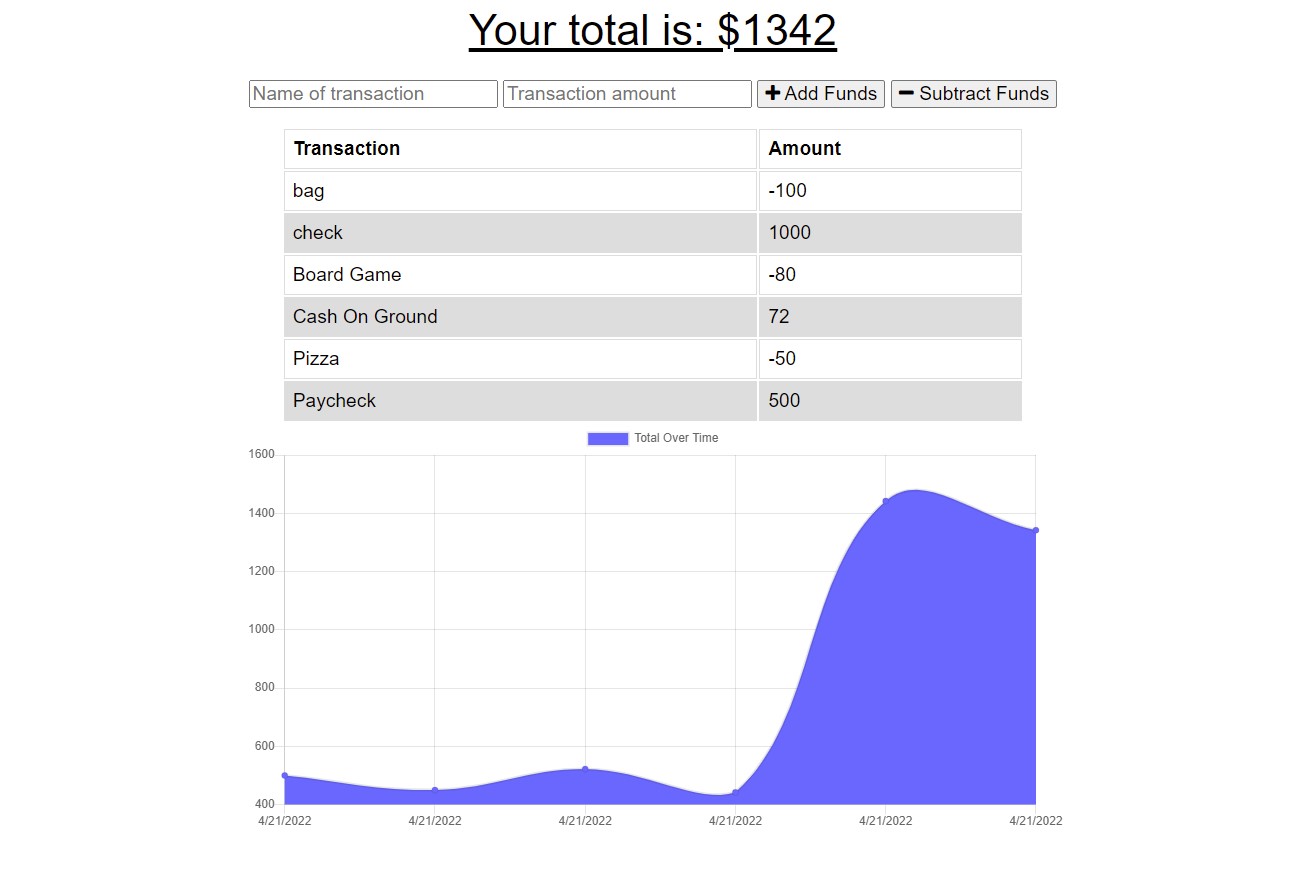 Your total is: $1342
Name of transaction Transaction amount Add Funds Subtract Funds
Transaction Amount
bag -100
check 1000
Board Game -80
Cash On Ground 72
Pizza -50
Paycheck 500
Total Over Time
1600
1400
1200
1000
800
600
400
4/21/2022 4/21/2022 4/21/2022 4/21/2022 4/21/2022 4/21/2022